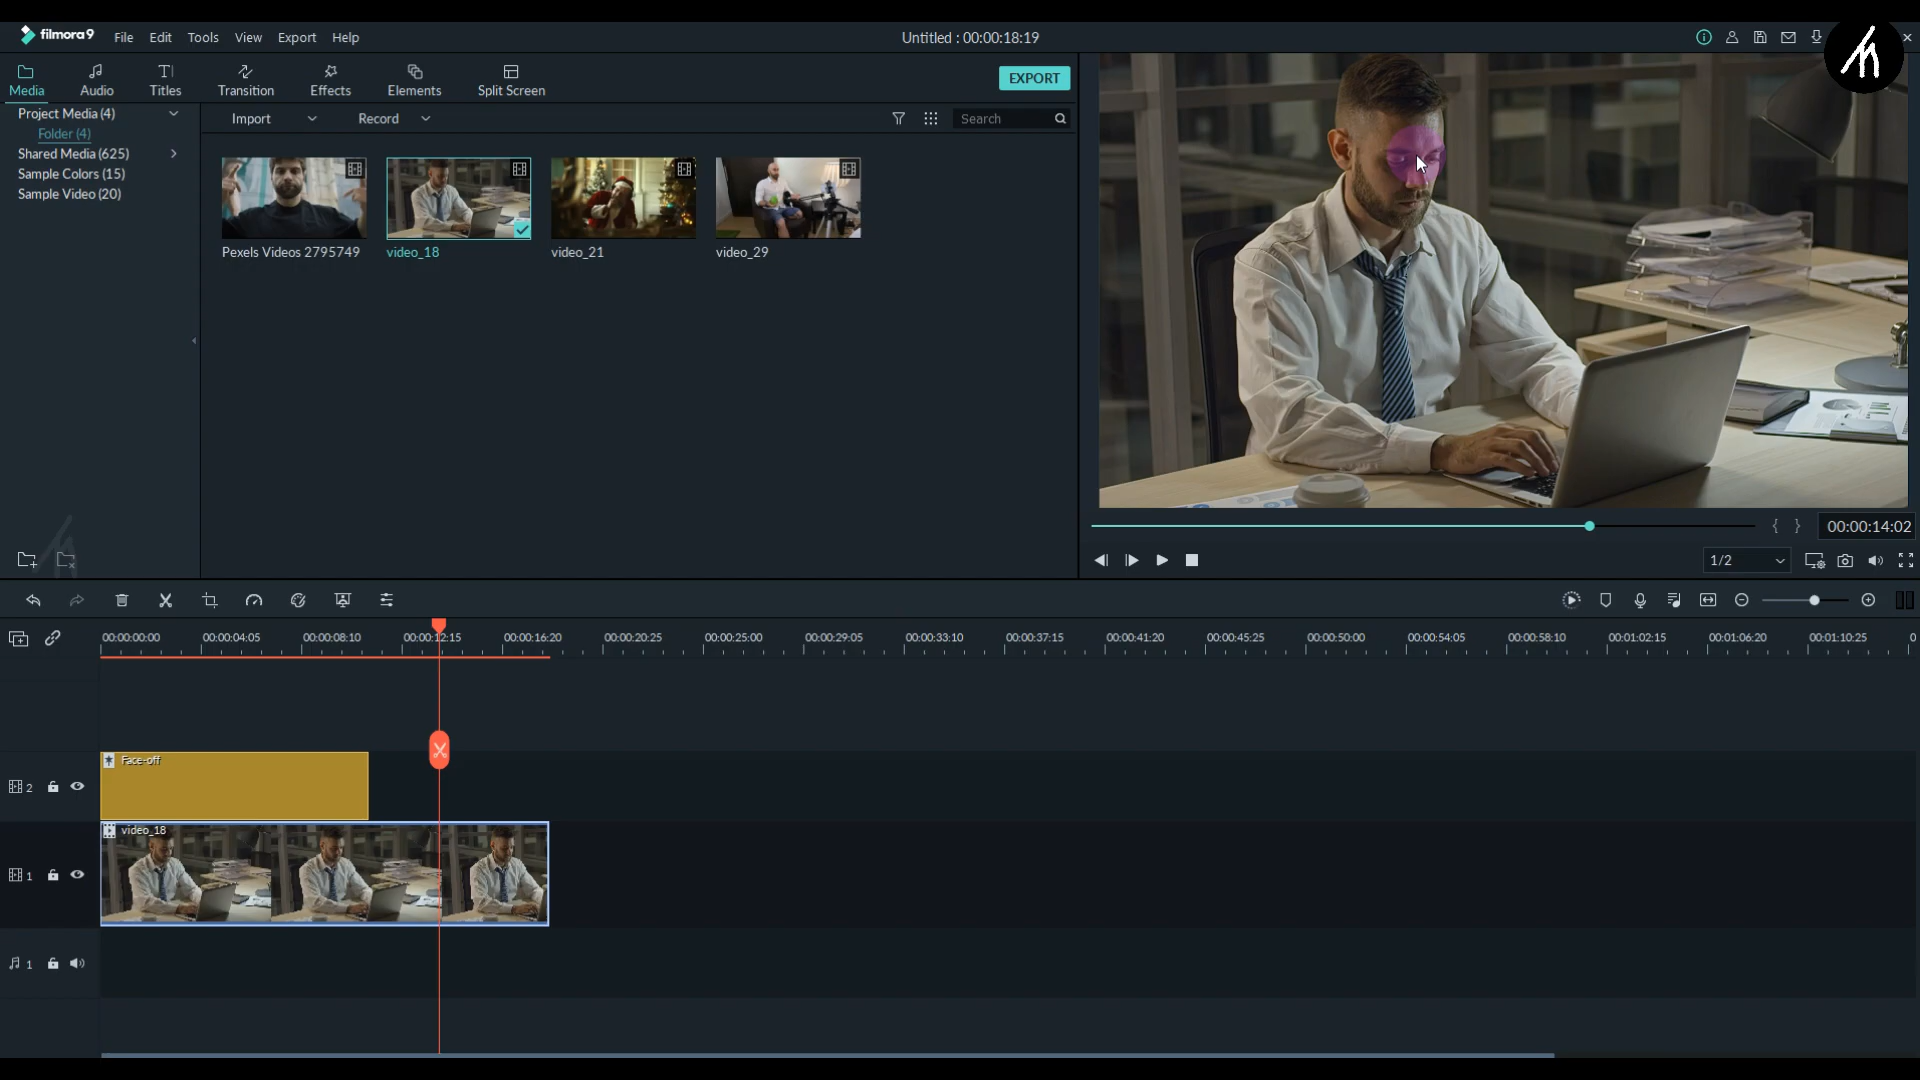 filmora9 File Edit Tools View Export Help Untitled : 00:00:18:19
Media Audio Titles Transition Effects Elements Split Screen EXPORT
Project Media (4)
Folder (4)
Shared Media (625)
Sample Colors (15)
Sample Video (20)
Import Record Search
Pexels Videos 2795749 video_18 video_21 video_29
{ } 00:00:14:02
1/2
00:00:00:00 00:00:04:05 00:00:08:10 00:00:12:15 00:00:16:20 00:00:20:25 00:00:25:00 00:00:29:05 00:00:33:10 00:00:37:15 00:00:41:20 00:00:45:25 00:00:50:00 00:00:54:05 00:00:58:10 00:01:02:15 00:01:06:20 00:01:10:25
2 Face-off
video_18
1
1